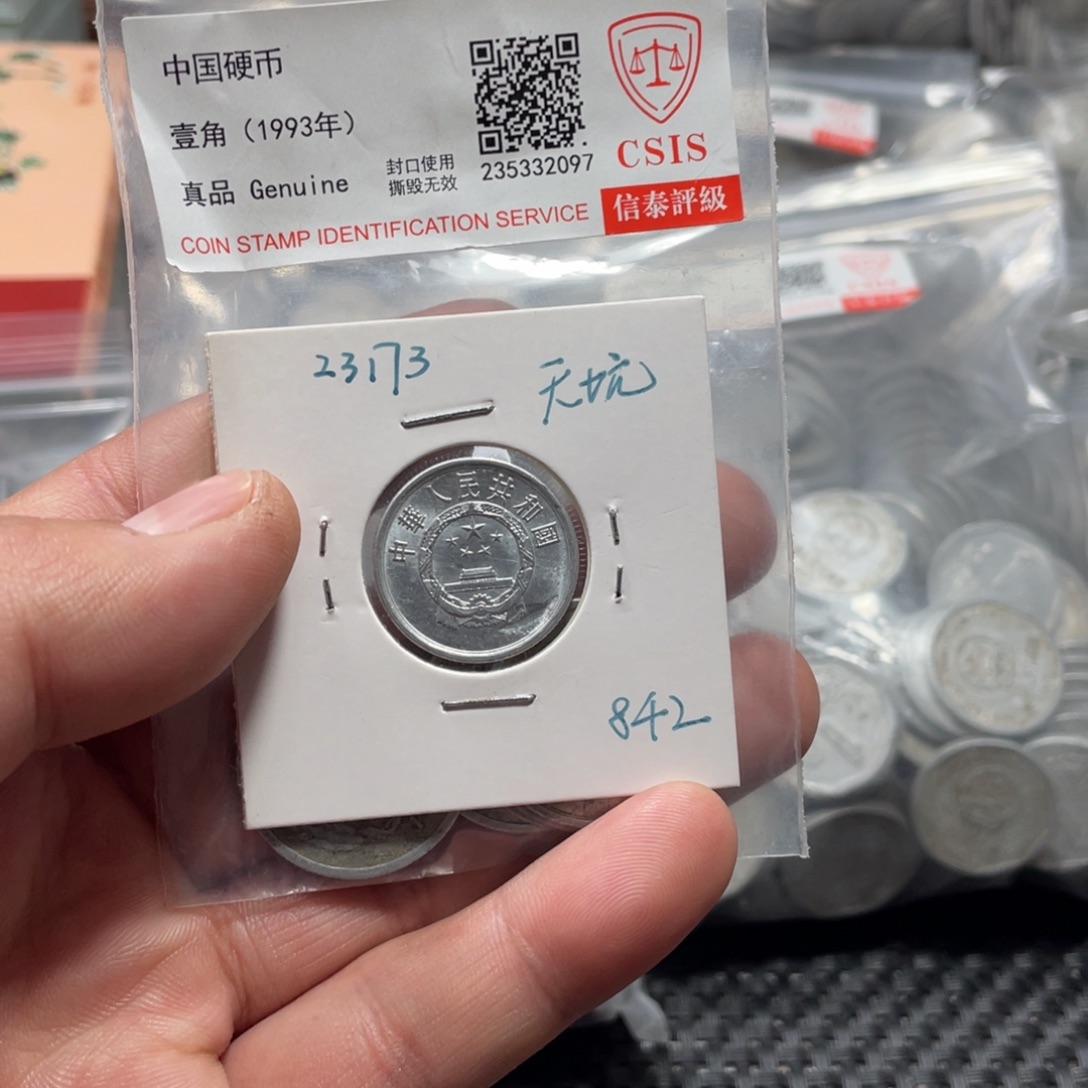 中国硬币
壹角（1993年）
真品 Genuine
封口使用
撕毁无效
235332097
COIN STAMP IDENTIFICATION SERVICE
CSIS
信泰評級
23173
天坑
中華人民共和國
842